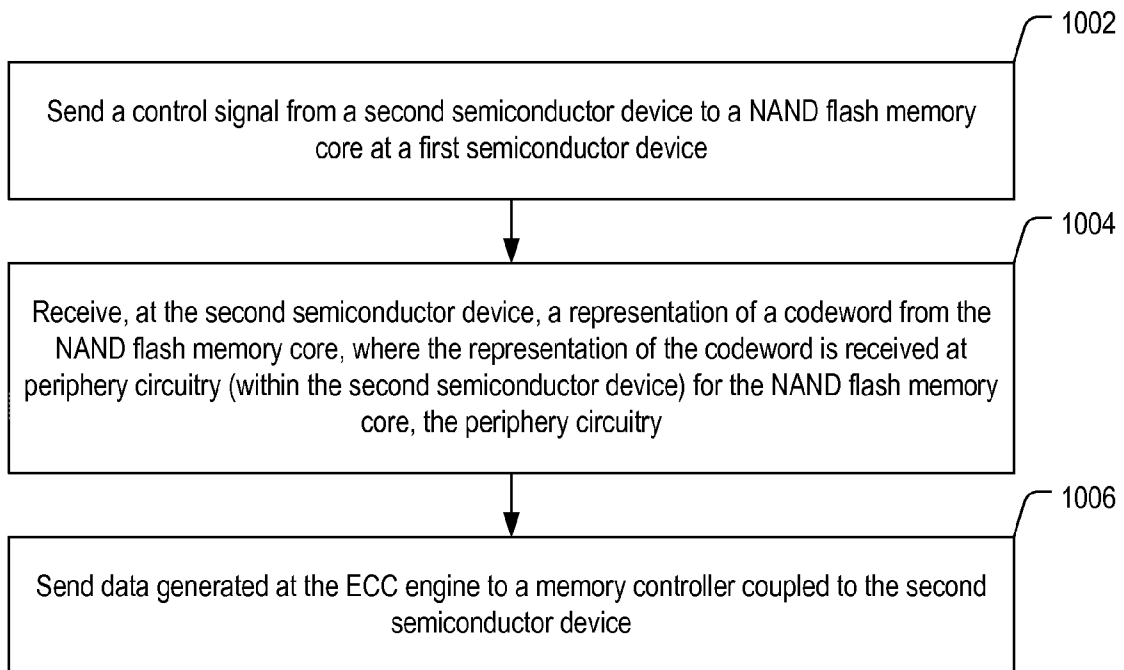 1002
Send a control signal from a second semiconductor device to a NAND flash memory
core at a first semiconductor device
1004
Receive, at the second semiconductor device, a representation of a codeword from the
NAND flash memory core, where the representation of the codeword is received at
periphery circuitry (within the second semiconductor device) for the NAND flash memory
core, the periphery circuitry
1006
Send data generated at the ECC engine to a memory controller coupled to the second
semiconductor device